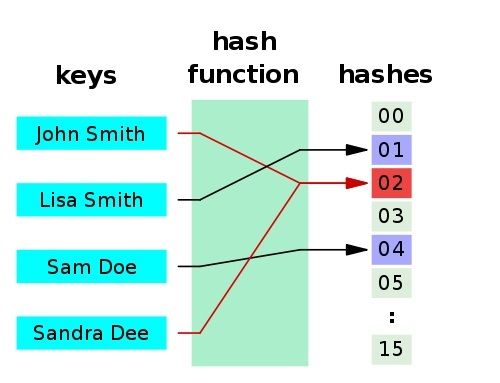 keys
hash
function
hashes
John Smith
Lisa Smith
Sam Doe
Sandra Dee
00
01
02
03
04
05
:
15